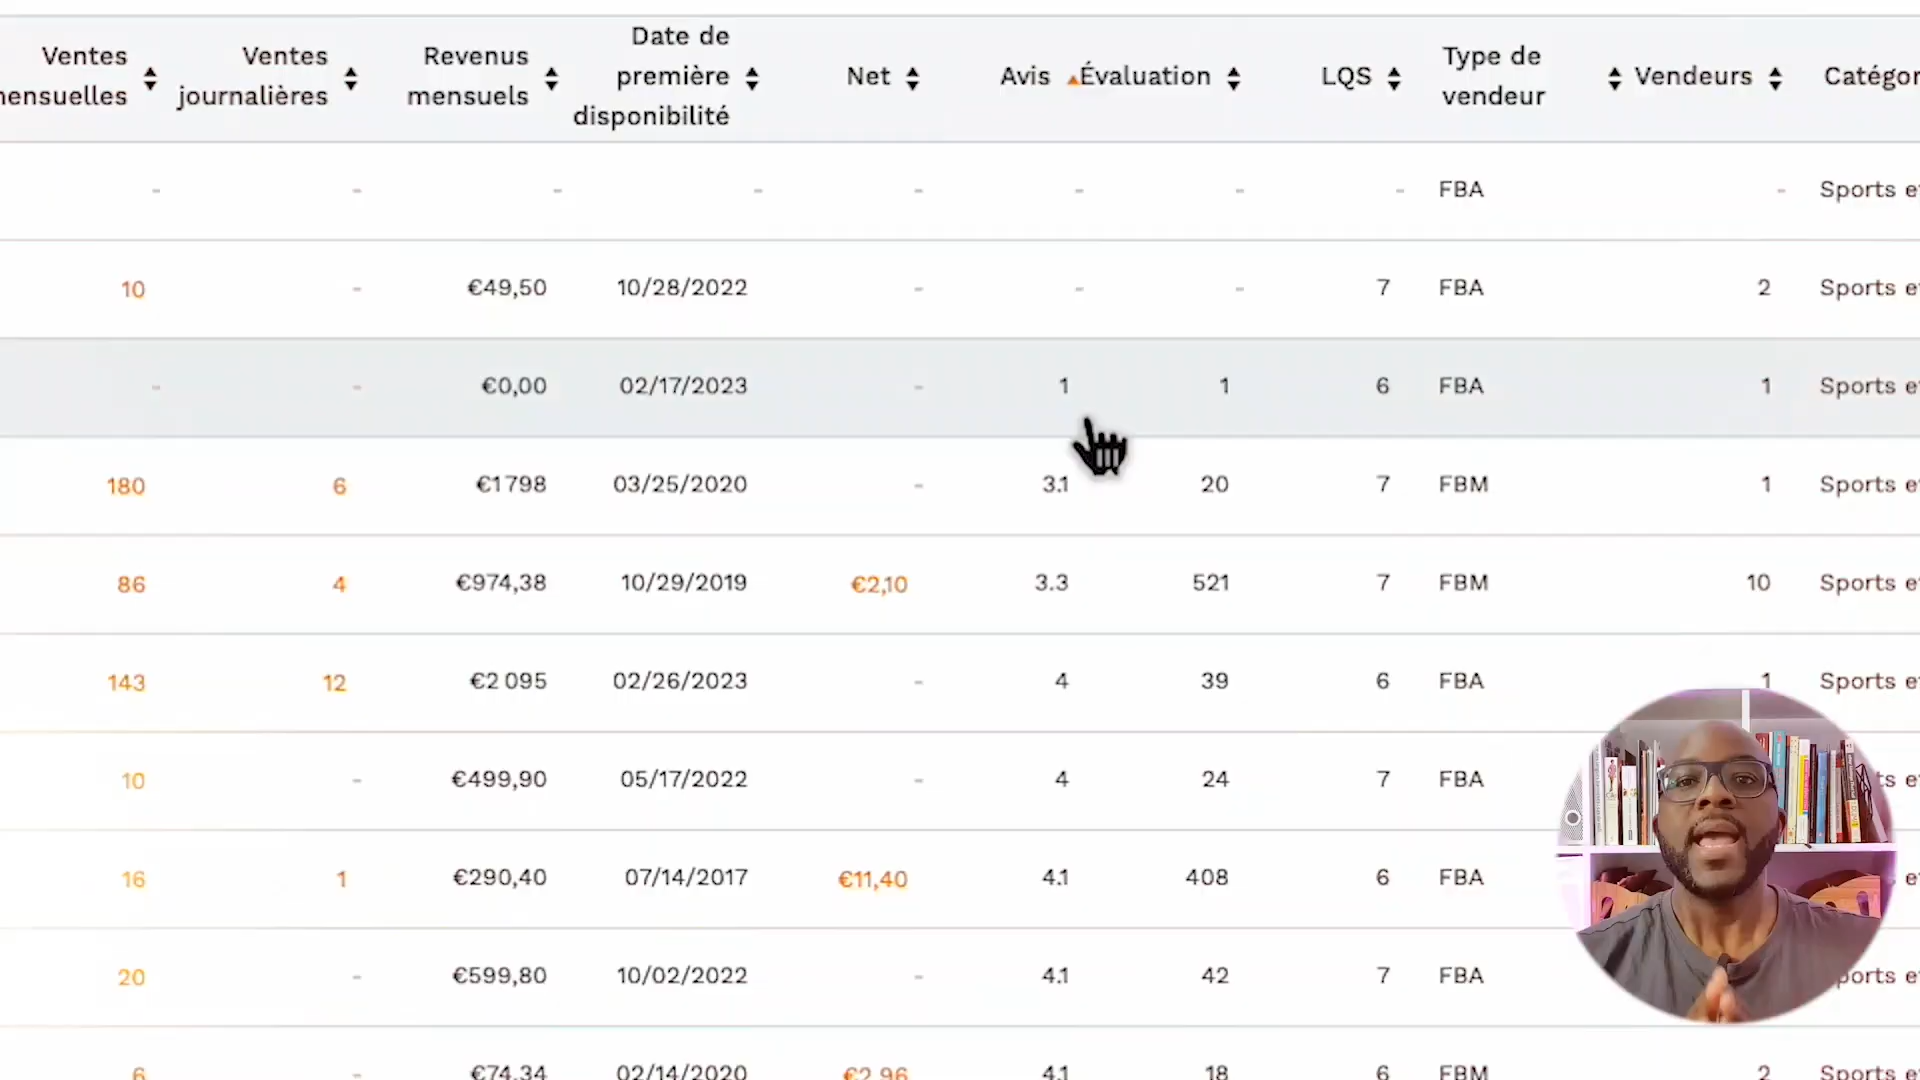 Ventes mensuelles Ventes journalières Revenus mensuels Date de première disponibilité Net Avis Évaluation LQS Type de vendeur Vendeurs
- - - - - - - - FBA - Sports
10 - €49,50 10/28/2022 - - - 7 FBA 2 Sports
- - €0,00 02/17/2023 - 1 1 6 FBA 1 Sports
180 6 €1 798 03/25/2020 - 3.1 20 7 FBM 1 Sports
86 4 €974,38 10/29/2019 €2,10 3.3 521 7 FBM 10 Sports
143 12 €2 095 02/26/2023 - 4 39 6 FBA 1 Sports
10 - €499,90 05/17/2022 - 4 24 7 FBA
16 1 €290,40 07/14/2017 €11,40 4.1 408 6 FBA
20 - €599,80 10/02/2022 - 4.1 42 7 FBA
6 - €74,34 02/14/2020 €2,96 4.1 18 6 FBM 2 Sports